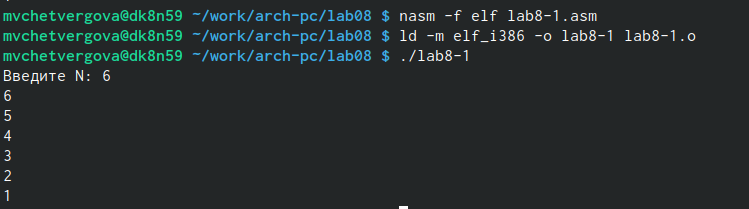 mvchetvergova@dk8n59 ~/work/arch-pc/lab08 $ nasm -f elf lab8-1.asm
mvchetvergova@dk8n59 ~/work/arch-pc/lab08 $ ld -m elf_i386 -o lab8-1 lab8-1.o
mvchetvergova@dk8n59 ~/work/arch-pc/lab08 $ ./lab8-1
Введите N: 6
6
5
4
3
2
1